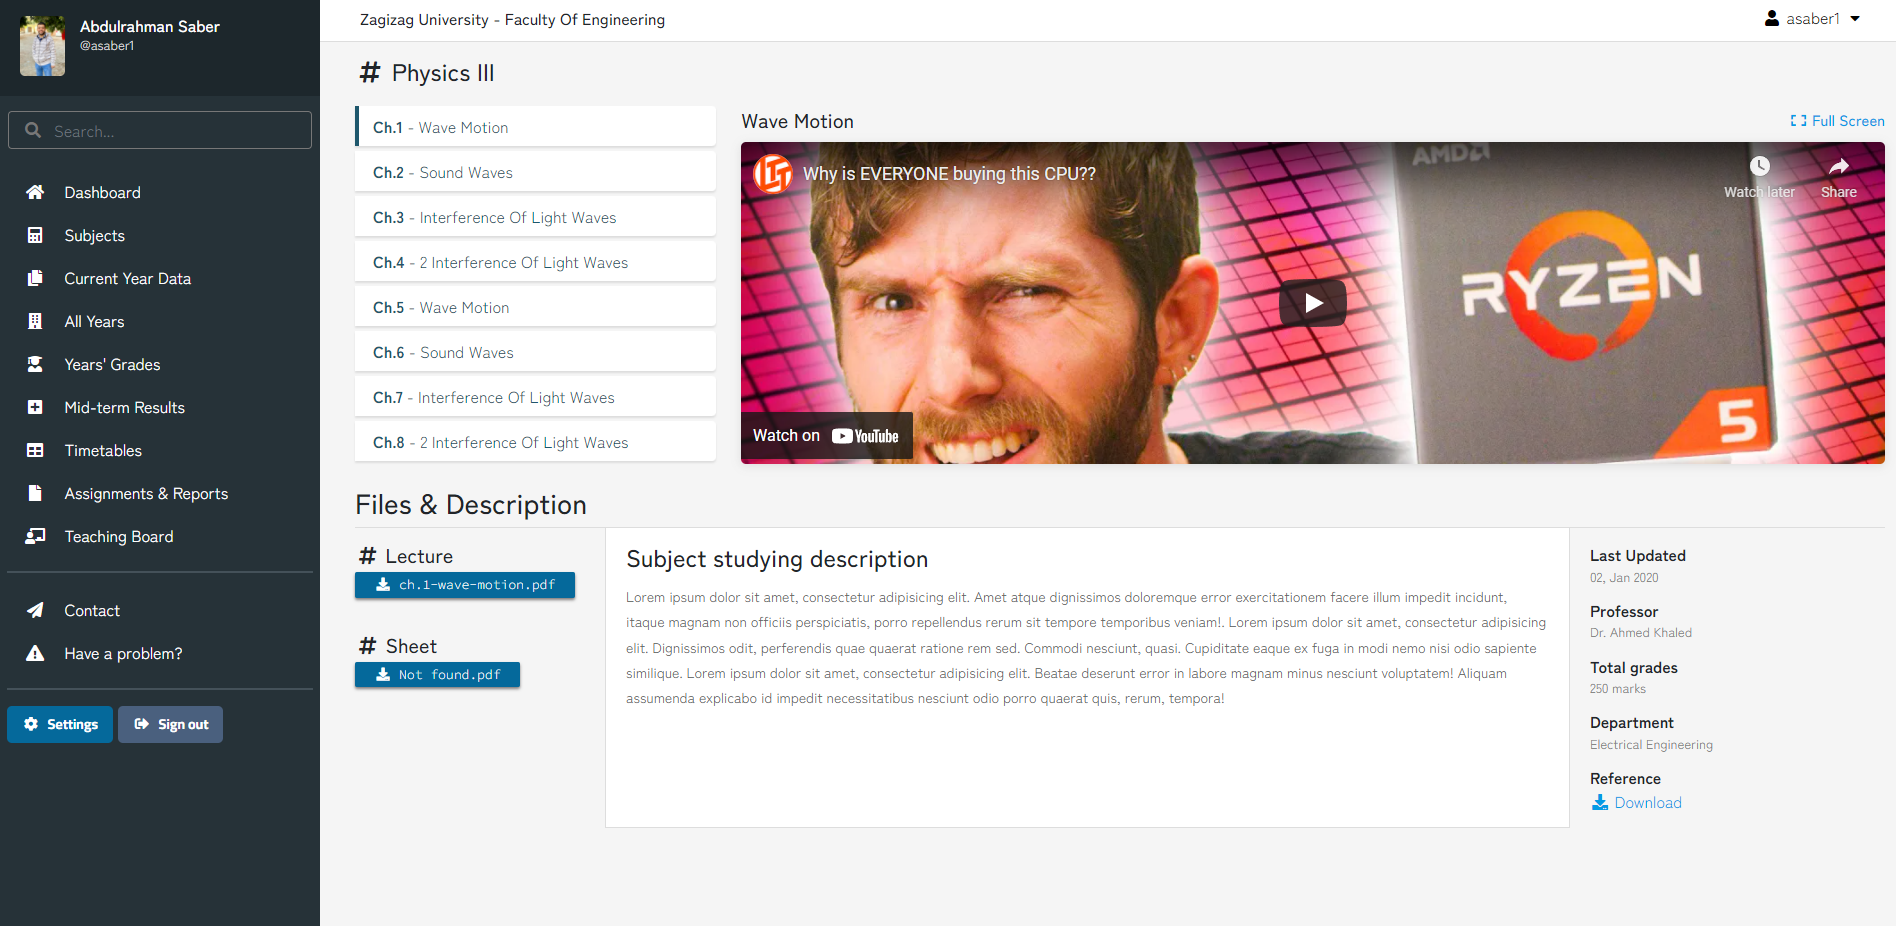 Abdulrahman Saber
@asaber1
Search...
Dashboard
Subjects
Current Year Data
All Years
Years' Grades
Mid-term Results
Timetables
Assignments & Reports
Teaching Board
Contact
Have a problem?
Settings
Sign out
Zagizag University - Faculty Of Engineering
asaber1
# Physics III
Ch.1 - Wave Motion
Ch.2 - Sound Waves
Ch.3 - Interference Of Light Waves
Ch.4 - 2 Interference Of Light Waves
Ch.5 - Wave Motion
Ch.6 - Sound Waves
Ch.7 - Interference Of Light Waves
Ch.8 - 2 Interference Of Light Waves
Wave Motion
Full Screen
Why is EVERYONE buying this CPU??
AMD
Watch later
Share
RYZEN
5
Watch on YouTube
Files & Description
# Lecture
ch.1-wave-motion.pdf
# Sheet
Not found.pdf
Subject studying description
Lorem ipsum dolor sit amet, consectetur adipisicing elit. Amet atque dignissimos doloremque error exercitationem facere illum impedit incidunt,
itaque magnam non officiis perspiciatis, porro repellendus rerum sit tempore temporibus veniam!. Lorem ipsum dolor sit amet, consectetur adipisicing
elit. Dignissimos odit, perferendis quae quaerat ratione rem sed. Commodi nesciunt, quasi. Cupiditate eaque ex fuga in modi nemo nisi odio sapiente
similique. Lorem ipsum dolor sit amet, consectetur adipisicing elit. Beatae deserunt error in labore magnam minus nesciunt voluptatem! Aliquam
assumenda explicabo id impedit necessitatibus nesciunt odio porro quaerat quis, rerum, tempora!
Last Updated
02, Jan 2020
Professor
Dr. Ahmed Khaled
Total grades
250 marks
Department
Electrical Engineering
Reference
Download